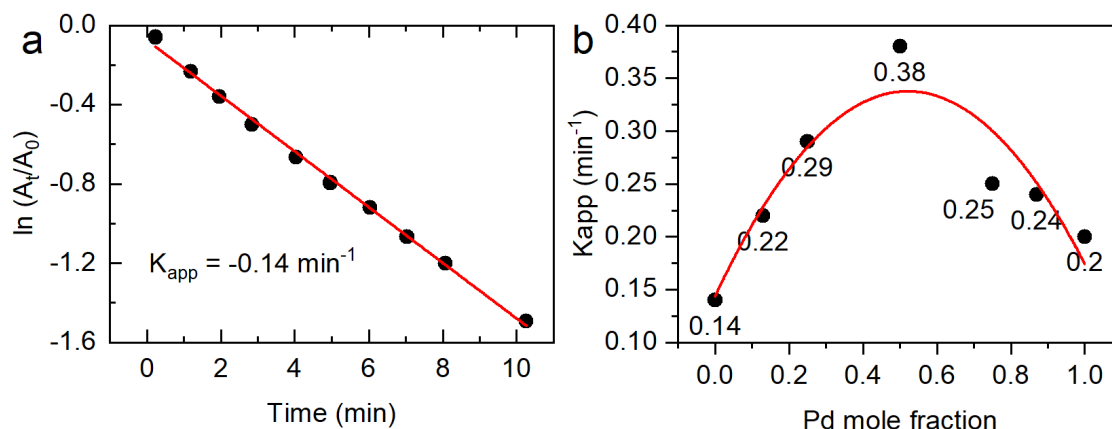 a
0.0
-0.4
-0.8
-1.2
-1.6
ln (Aₜ/A₀)
Kₐₚₚ = -0.14 min⁻¹
0 2 4 6 8 10
Time (min)
b
0.40
0.35
0.30
0.25
0.20
0.15
0.10
Kapp (min⁻¹)
0.38
0.29
0.25
0.24
0.22
0.2
0.14
0.0 0.2 0.4 0.6 0.8 1.0
Pd mole fraction